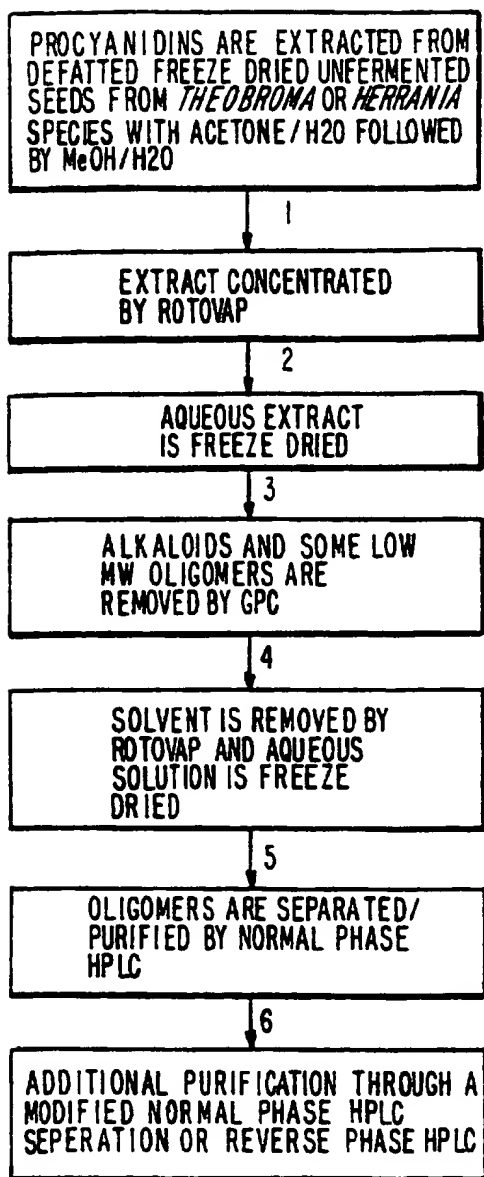 PROCYANIDINS ARE EXTRACTED FROM
DEFATTED FREEZE DRIED UNFERMENTED
SEEDS FROM THEOBROMA OR HERRANIA
SPECIES WITH ACETONE/H2O FOLLOWED
BY MeOH/H2O
1
EXTRACT CONCENTRATED
BY ROTOVAP
2
AQUEOUS EXTRACT
IS FREEZE DRIED
3
ALKALOIDS AND SOME LOW
MW OLIGOMERS ARE
REMOVED BY GPC
4
SOLVENT IS REMOVED BY
ROTOVAP AND AQUEOUS
SOLUTION IS FREEZE
DRIED
5
OLIGOMERS ARE SEPARATED/
PURIFIED BY NORMAL PHASE
HPLC
6
ADDITIONAL PURIFICATION THROUGH A
MODIFIED NORMAL PHASE HPLC
SEPERATION OR REVERSE PHASE HPLC